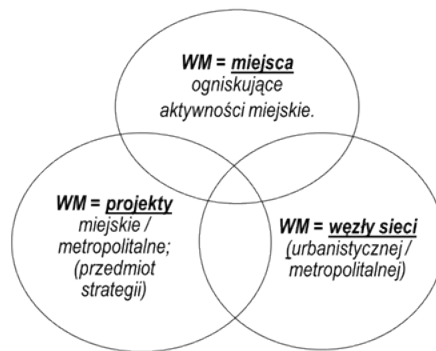 WM = miejsca
ogniskujące
aktywności miejskie.
WM = projekty
miejskie /
metropolitalne;
(przedmiot
strategii)
WM = węzły sieci
(urbanistycznej /
metropolitalnej)